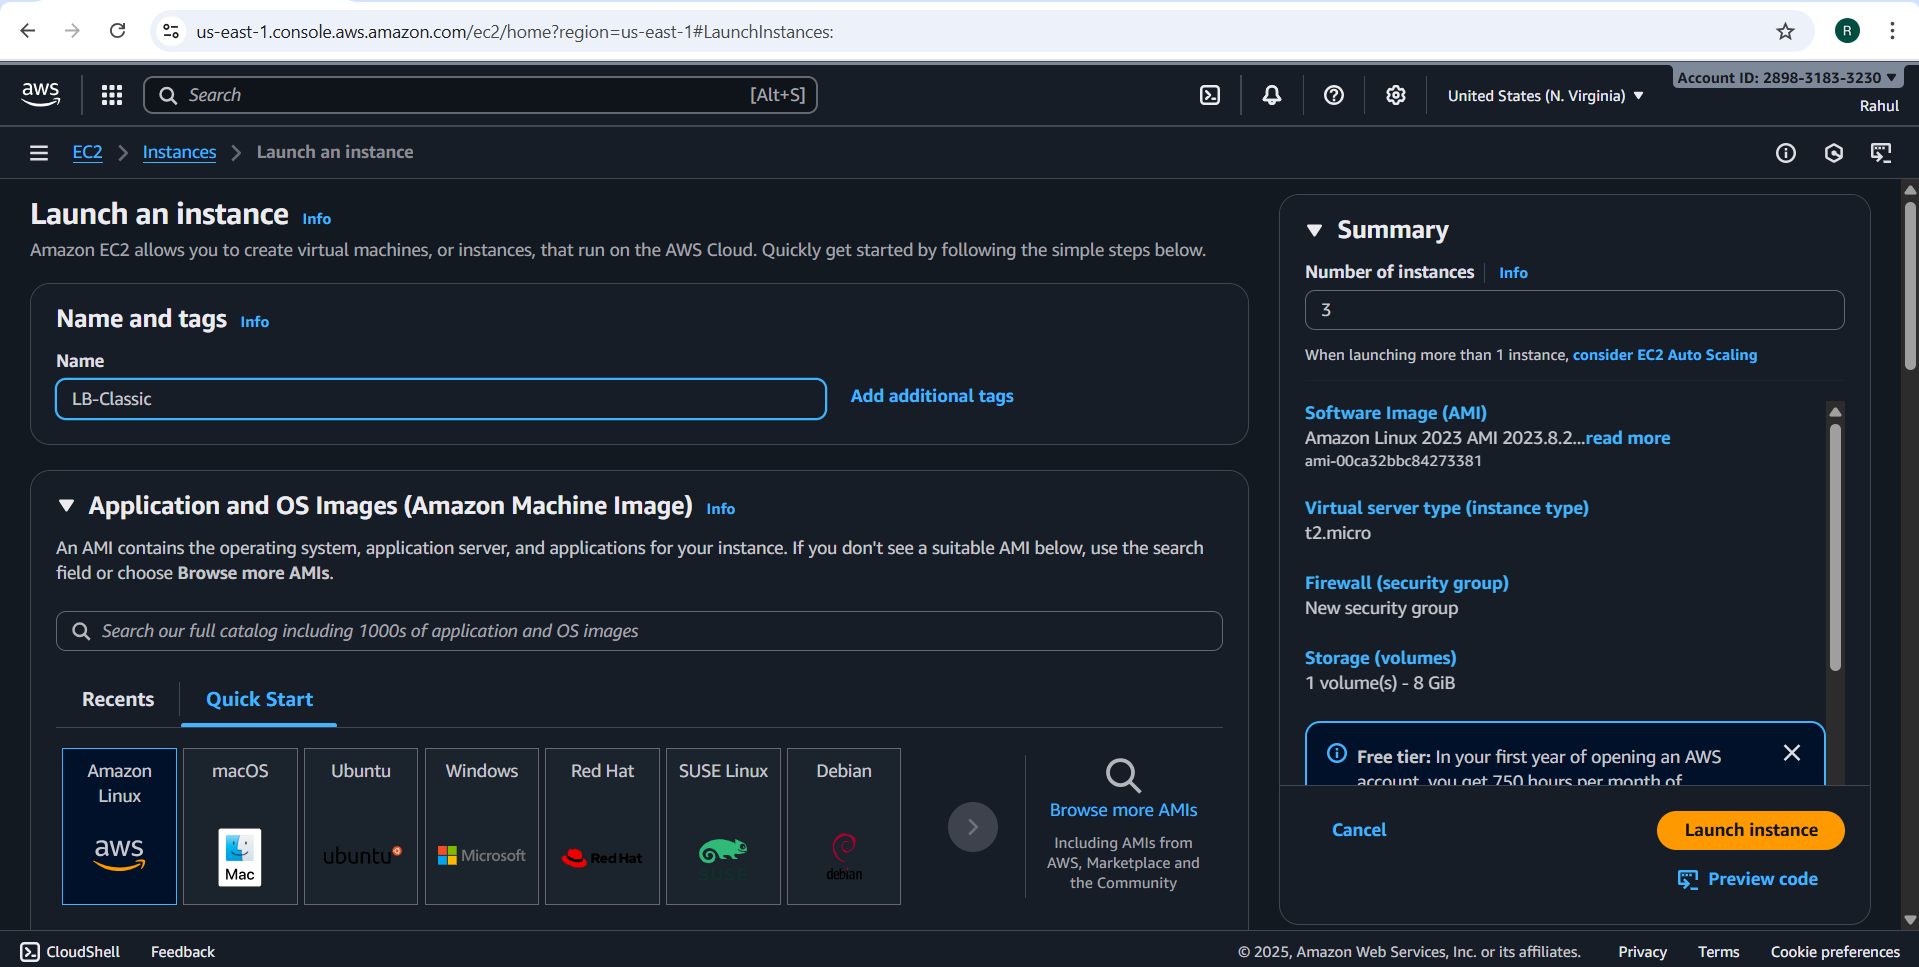 us-east-1.console.aws.amazon.com/ec2/home?region=us-east-1#LaunchInstances:
R
aws
Search
[Alt+S]
United States (N. Virginia)
Account ID: 2898-3183-3230
Rahul
EC2
Instances
Launch an instance
Launch an instance Info
Amazon EC2 allows you to create virtual machines, or instances, that run on the AWS Cloud. Quickly get started by following the simple steps below.
Name and tags Info
Name
LB-Classic
Add additional tags
Application and OS Images (Amazon Machine Image) Info
An AMI contains the operating system, application server, and applications for your instance. If you don't see a suitable AMI below, use the search
field or choose Browse more AMIs.
Search our full catalog including 1000s of application and OS images
Recents
Quick Start
Amazon
Linux
aws
macOS
Mac
Ubuntu
ubuntu
Windows
Microsoft
Red Hat
Red Hat
SUSE Linux
SUSE
Debian
debian
Browse more AMIs
Including AMIs from
AWS, Marketplace and
the Community
Summary
Number of instances Info
3
When launching more than 1 instance, consider EC2 Auto Scaling
Software Image (AMI)
Amazon Linux 2023 AMI 2023.8.2...read more
ami-00ca32bbc84273381
Virtual server type (instance type)
t2.micro
Firewall (security group)
New security group
Storage (volumes)
1 volume(s) - 8 GiB
Free tier: In your first year of opening an AWS
account, you get 750 hours per month of
Cancel
Launch instance
Preview code
CloudShell
Feedback
© 2025, Amazon Web Services, Inc. or its affiliates.
Privacy
Terms
Cookie preferences